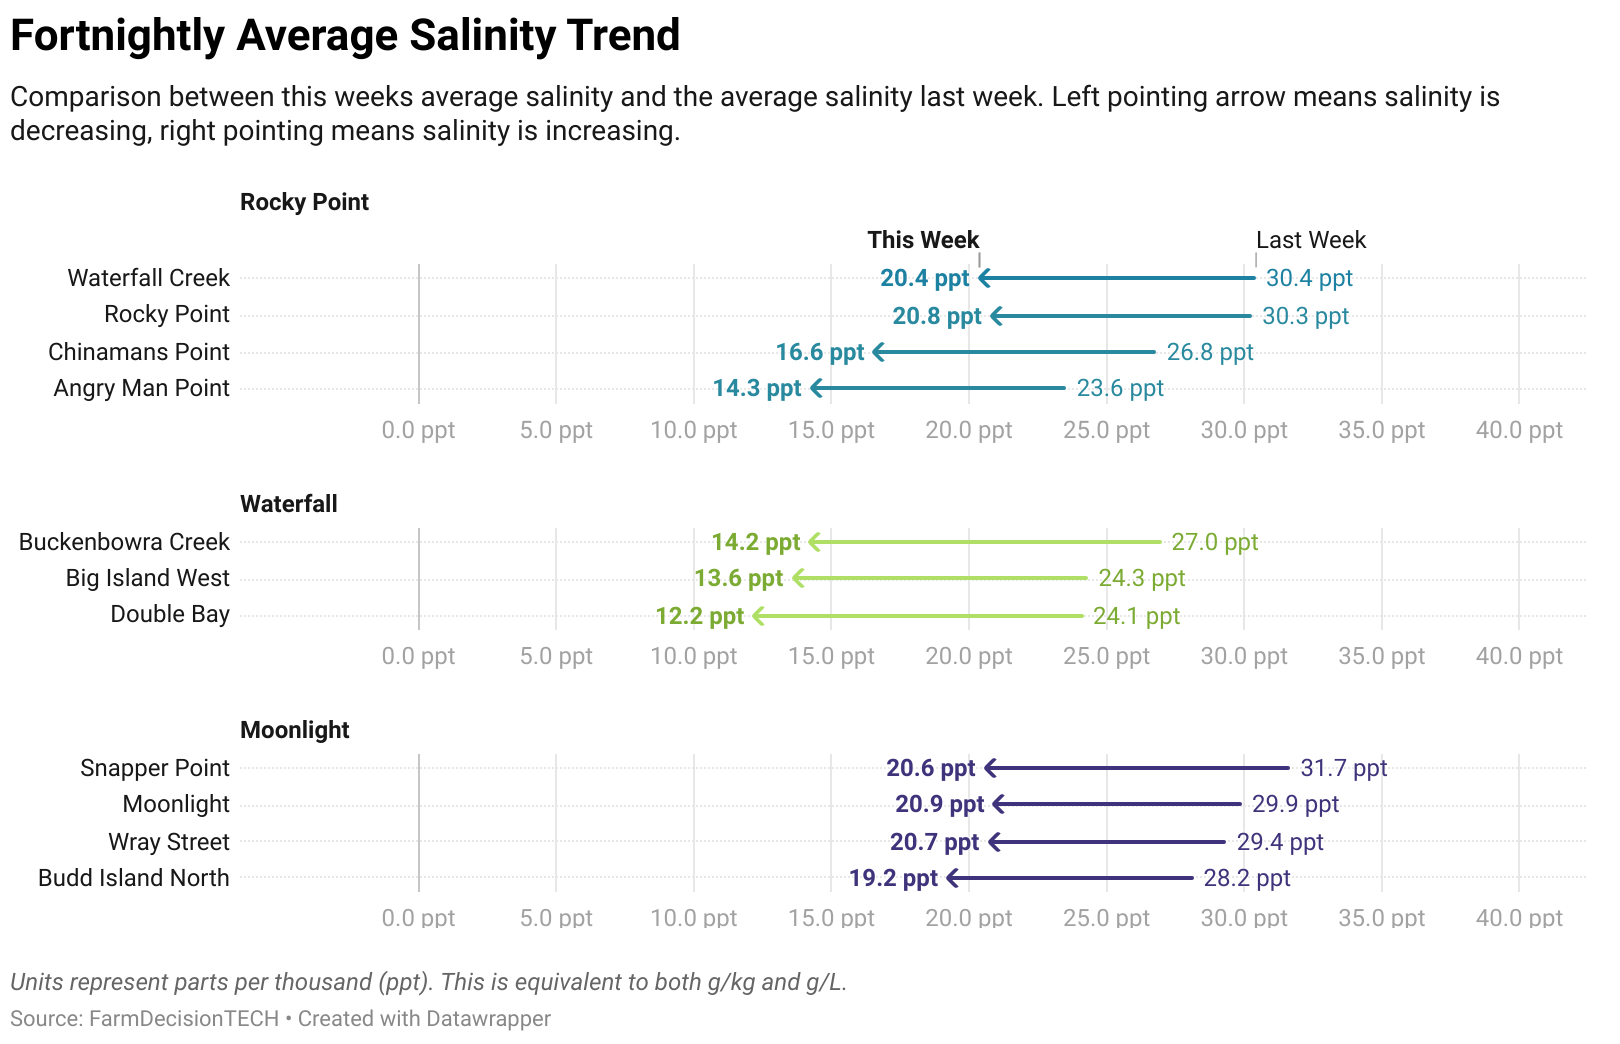 Fortnightly Average Salinity Trend
Comparison between this weeks average salinity and the average salinity last week. Left pointing arrow means salinity is
decreasing, right pointing means salinity is increasing.
Rocky Point
This Week Last Week
Waterfall Creek 20.4 ppt 30.4 ppt
Rocky Point 20.8 ppt 30.3 ppt
Chinamans Point 16.6 ppt 26.8 ppt
Angry Man Point 14.3 ppt 23.6 ppt
0.0 ppt 5.0 ppt 10.0 ppt 15.0 ppt 20.0 ppt 25.0 ppt 30.0 ppt 35.0 ppt 40.0 ppt
Waterfall
Buckenbowra Creek 14.2 ppt 27.0 ppt
Big Island West 13.6 ppt 24.3 ppt
Double Bay 12.2 ppt 24.1 ppt
0.0 ppt 5.0 ppt 10.0 ppt 15.0 ppt 20.0 ppt 25.0 ppt 30.0 ppt 35.0 ppt 40.0 ppt
Moonlight
Snapper Point 20.6 ppt 31.7 ppt
Moonlight 20.9 ppt 29.9 ppt
Wray Street 20.7 ppt 29.4 ppt
Budd Island North 19.2 ppt 28.2 ppt
0.0 ppt 5.0 ppt 10.0 ppt 15.0 ppt 20.0 ppt 25.0 ppt 30.0 ppt 35.0 ppt 40.0 ppt
Units represent parts per thousand (ppt). This is equivalent to both g/kg and g/L.
Source: FarmDecisionTECH • Created with Datawrapper